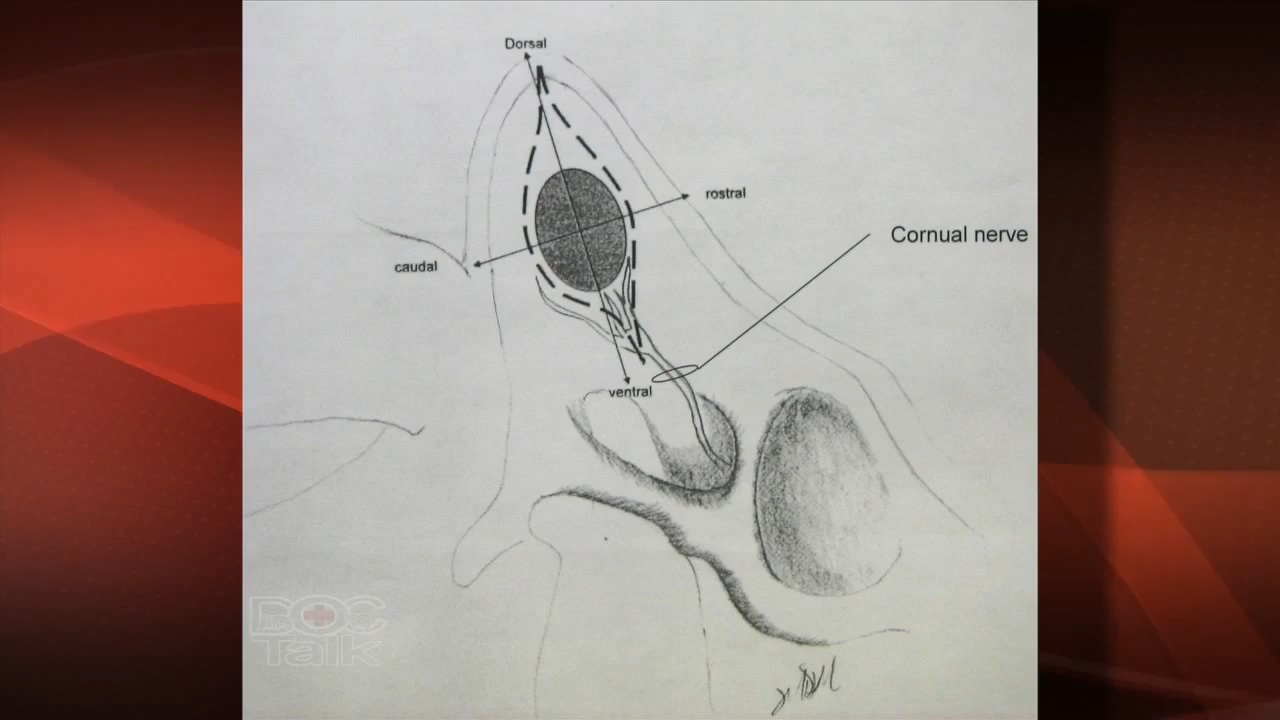 Dorsal
rostral
Cornual nerve
caudal
ventral
DOC
Talk